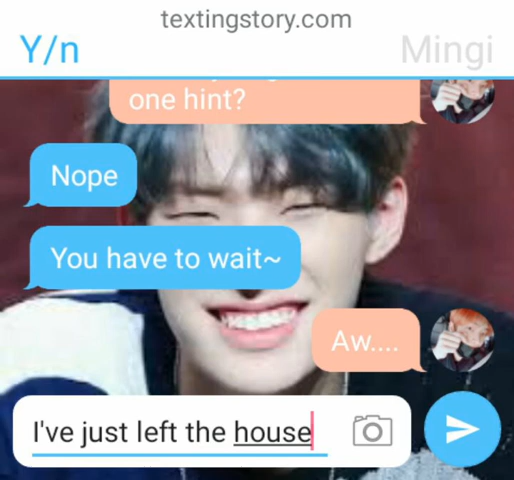 textingstory.com
Y/n
Mingi
one hint?
Nope
You have to wait~
Aw....
I've just left the house